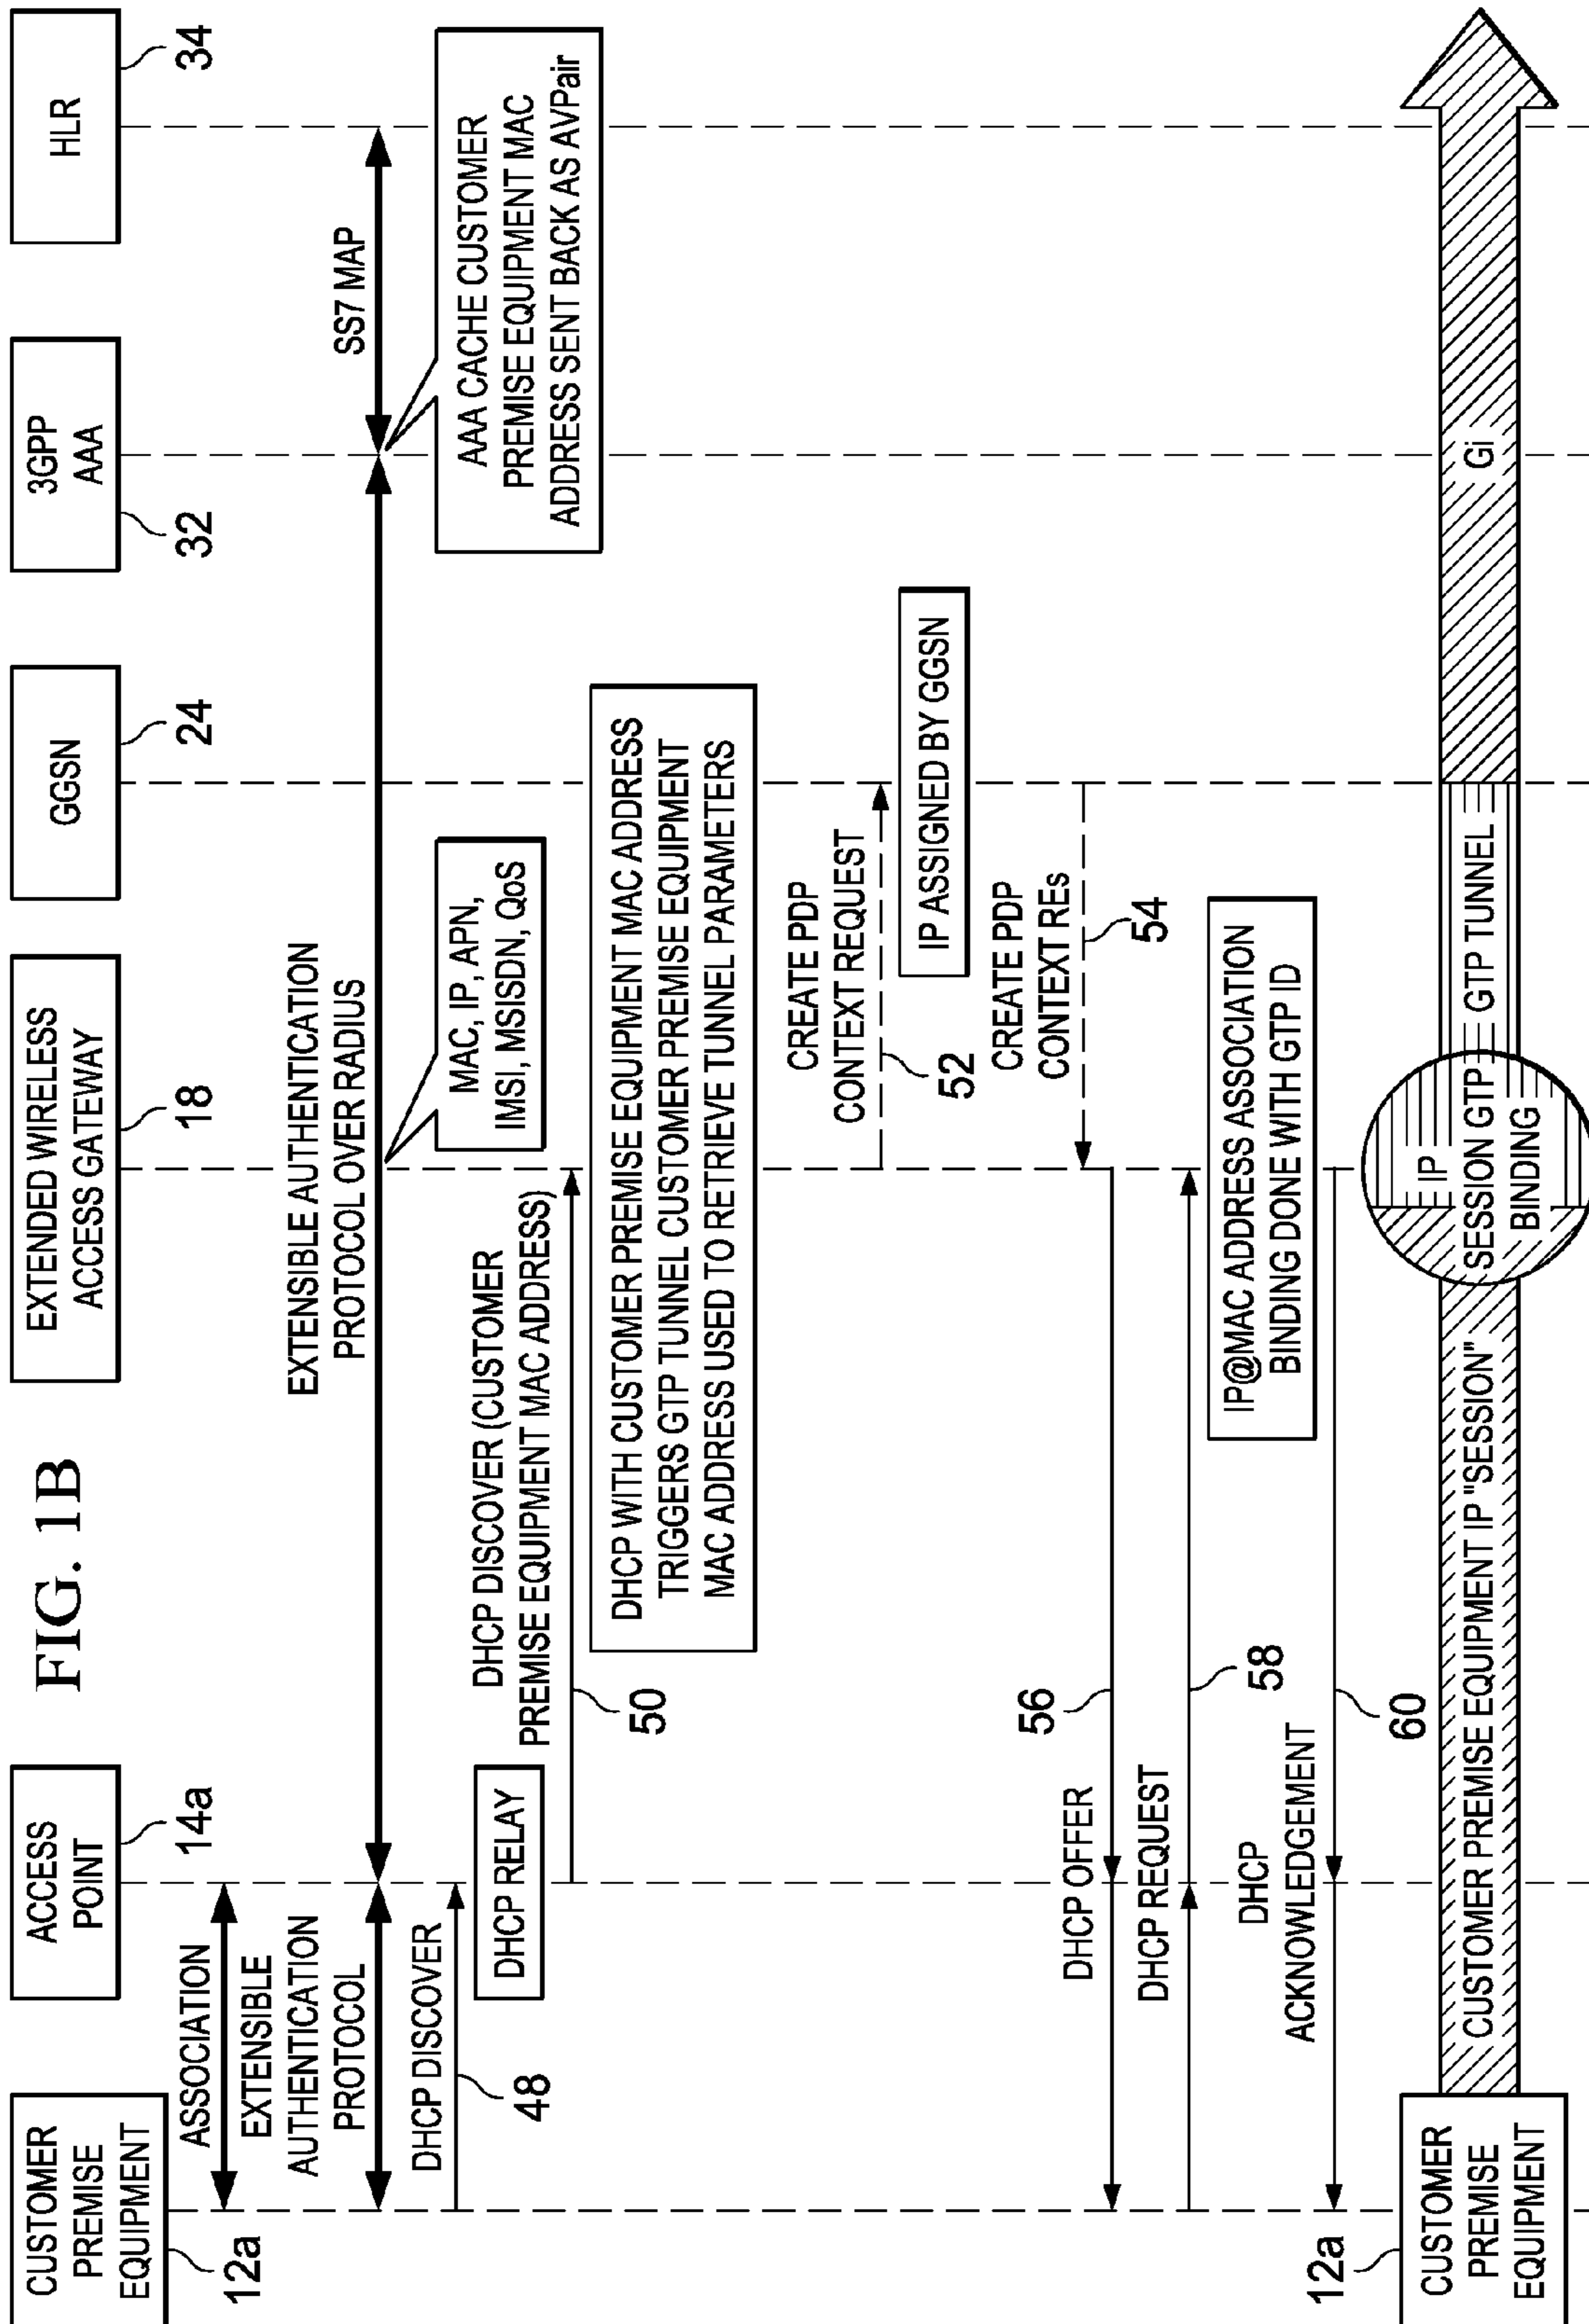 FIG. 1B
CUSTOMER
PREMISE
EQUIPMENT
12a
ACCESS
POINT
14a
EXTENDED WIRELESS
ACCESS GATEWAY
18
GGSN
24
3GPP
AAA
32
HLR
34
ASSOCIATION
EXTENSIBLE
AUTHENTICATION
PROTOCOL
EXTENSIBLE AUTHENTICATION
PROTOCOL OVER RADIUS
SS7 MAP
MAC, IP, APN,
IMSI, MSISDN, QoS
AAA CACHE CUSTOMER
PREMISE EQUIPMENT MAC
ADDRESS SENT BACK AS AVPair
DHCP DISCOVER
48
DHCP RELAY
DHCP DISCOVER (CUSTOMER
PREMISE EQUIPMENT MAC ADDRESS)
50
DHCP WITH CUSTOMER PREMISE EQUIPMENT MAC ADDRESS
TRIGGERS GTP TUNNEL CUSTOMER PREMISE EQUIPMENT
MAC ADDRESS USED TO RETRIEVE TUNNEL PARAMETERS
CREATE PDP
CONTEXT REQUEST
52
IP ASSIGNED BY GGSN
CREATE PDP
CONTEXT REs
54
DHCP OFFER
56
DHCP REQUEST
58
IP@MAC ADDRESS ASSOCIATION
BINDING DONE WITH GTP ID
DHCP
ACKNOWLEDGEMENT
60
12a
CUSTOMER
PREMISE
EQUIPMENT
CUSTOMER PREMISE EQUIPMENT IP "SESSION"
IP
SESSION GTP
BINDING
GTP TUNNEL
Gi